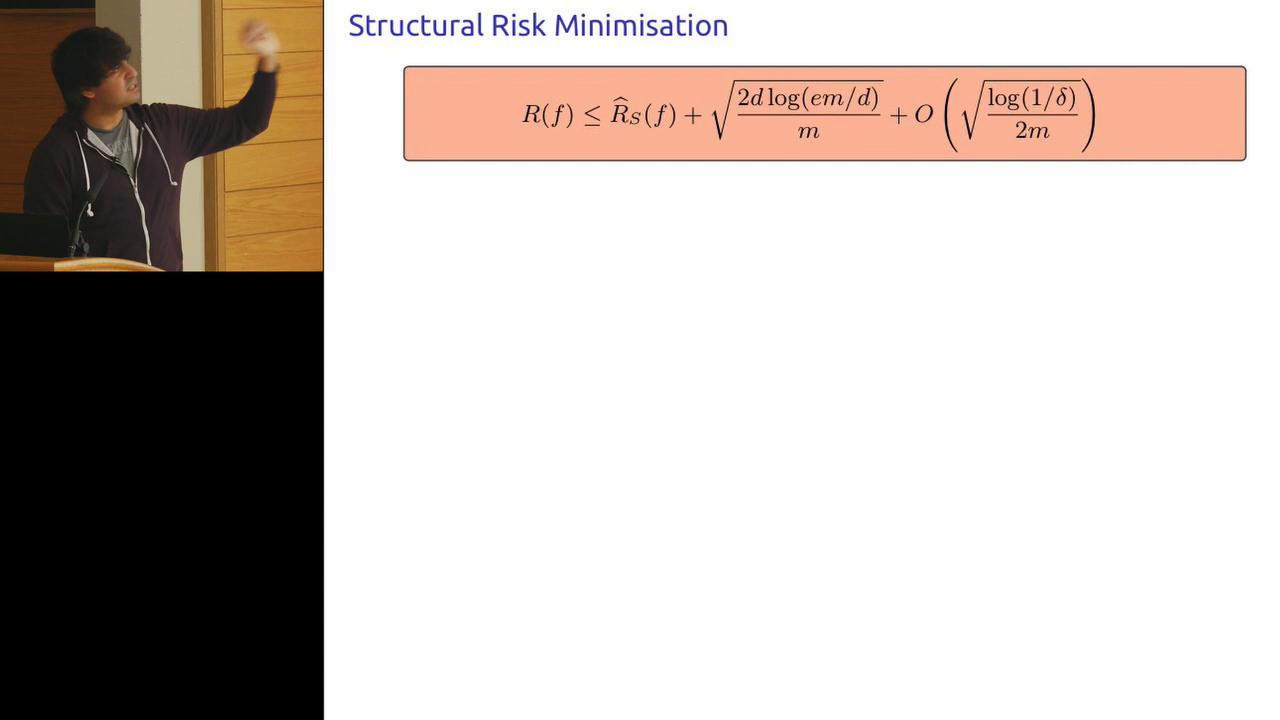 Structural Risk Minimisation
R(f) ≤ R̂_S(f) + √(2d log(em/d) / m) + O(√(log(1/δ) / 2m))